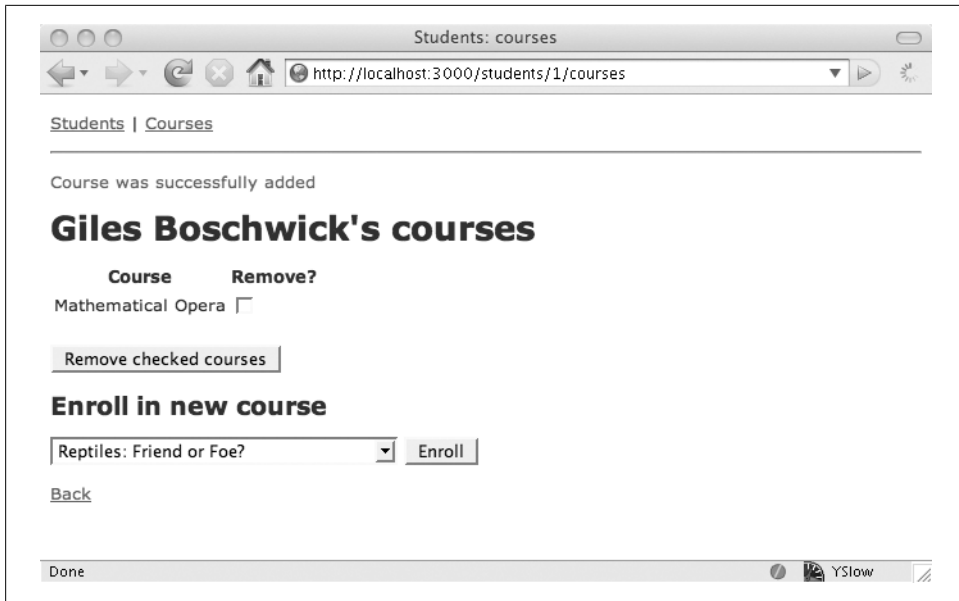 Students: courses
http://localhost:3000/students/1/courses
Students | Courses
Course was successfully added
Giles Boschwick's courses
Course Remove?
Mathematical Opera
Remove checked courses
Enroll in new course
Reptiles: Friend or Foe? Enroll
Back
Done YSlow